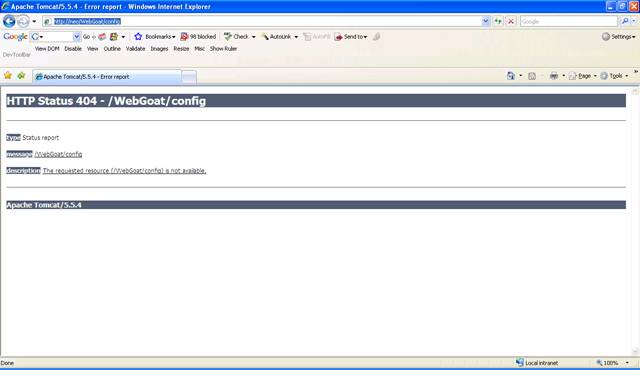 Apache Tomcat/5.5.4 - Error report - Windows Internet Explorer
http://neo/WebGoat/config
Google
Google G Go Bookmarks 98 blocked Check AutoLink AutoFill Send to Settings
View DOM Disable View Outline Validate Images Resize Misc Show Ruler
DevToolBar
Apache Tomcat/5.5.4 - Error report Page Tools
HTTP Status 404 - /WebGoat/config
type Status report
message /WebGoat/config
description The requested resource (/WebGoat/config) is not available.
Apache Tomcat/5.5.4
Done Local intranet 100%